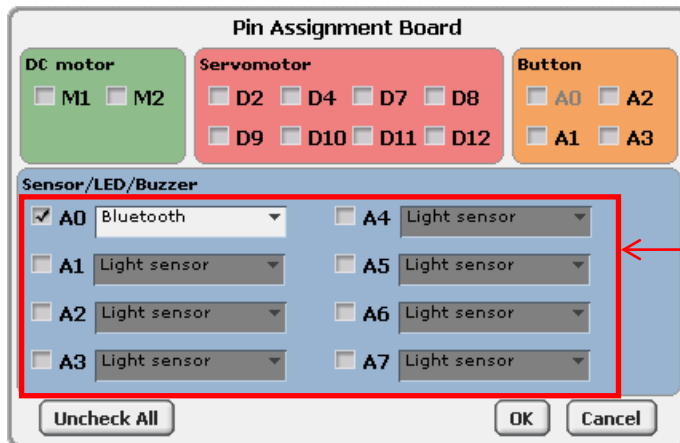 Pin Assignment Board
DC motor
M1 M2
Servomotor
D2 D4 D7 D8
D9 D10 D11 D12
Button
A0 A2
A1 A3
Sensor/LED/Buzzer
A0 Bluetooth A4 Light sensor
A1 Light sensor A5 Light sensor
A2 Light sensor A6 Light sensor
A3 Light sensor A7 Light sensor
Uncheck All OK Cancel